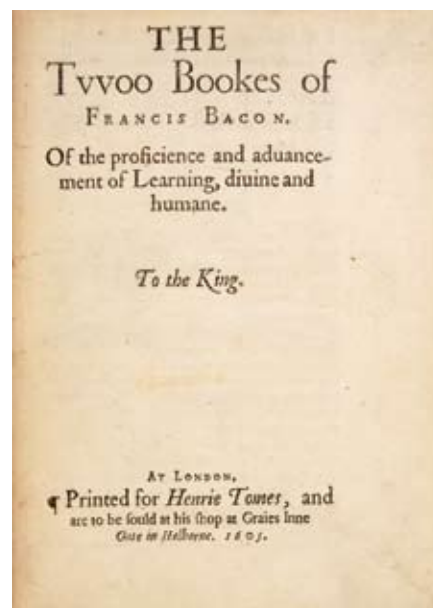 THE
Tvvoo Bookes of
FRANCIS BACON.
Of the proficience and aduance-
ment of Learning, diuine and
humane.
To the King.
AT LONDON,
¶ Printed for Henrie Tomes, and
are to be ſould at his ſhop at Graies Inne
Gate in Holborne. 1605.